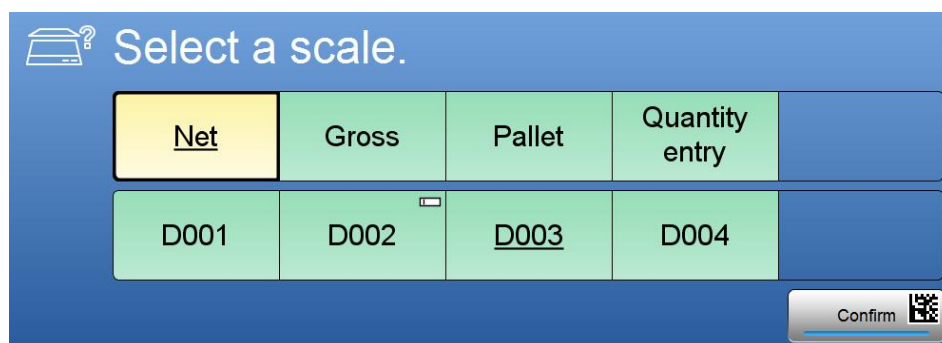 Select a scale.
Net
Gross
Pallet
Quantity
entry
D001
D002
D003
D004
Confirm